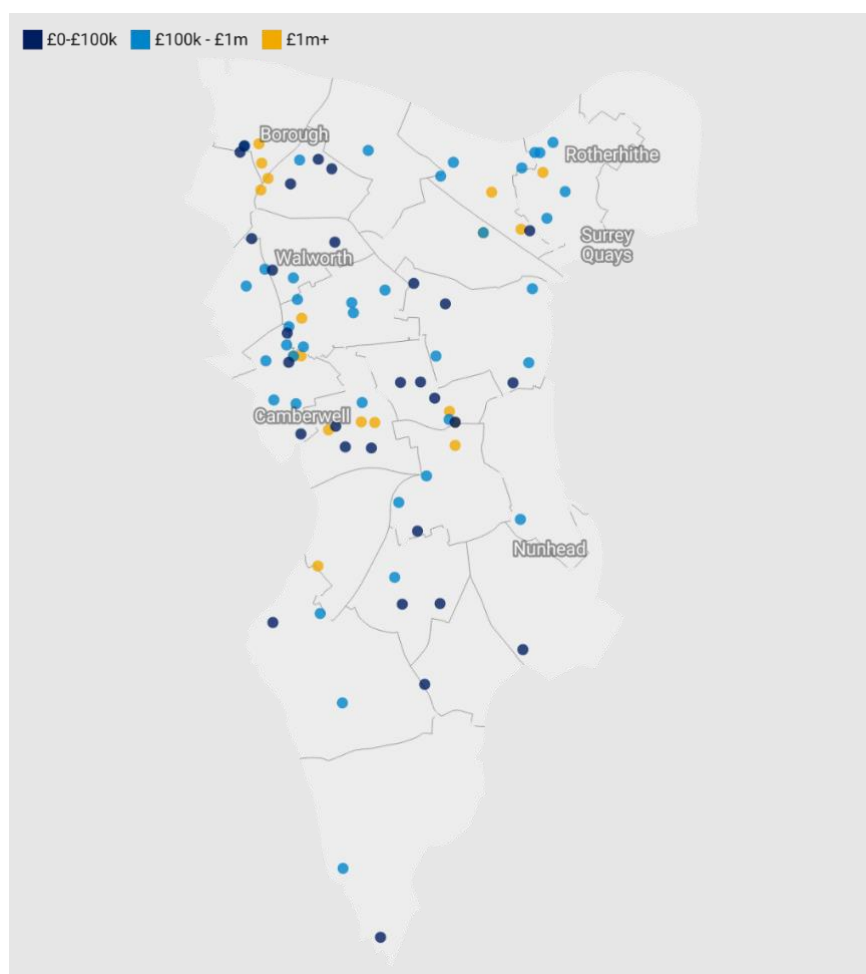 £0-£100k £100k - £1m £1m+
Borough
Rotherhithe
Surrey
Quays
Walworth
Camberwell
Nunhead